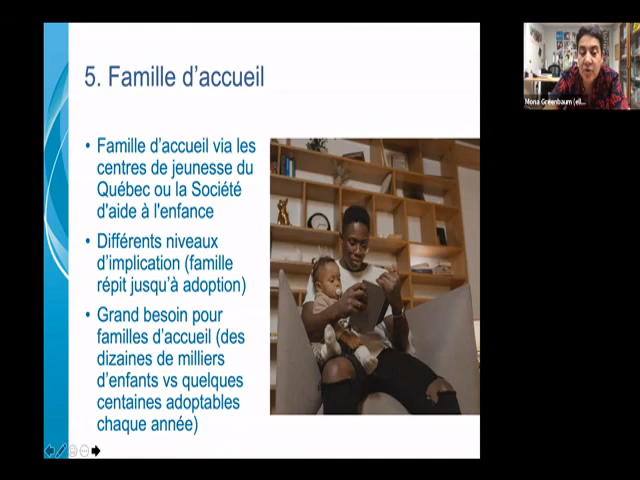 5. Famille d'accueil
• Famille d'accueil via les
centres de jeunesse du
Québec ou la Société
d'aide à l'enfance
• Différents niveaux
d'implication (famille
répit jusqu'à adoption)
• Grand besoin pour
familles d'accueil (des
dizaines de milliers
d'enfants vs quelques
centaines adoptables
chaque année)
Mona Greenbaum (ell...